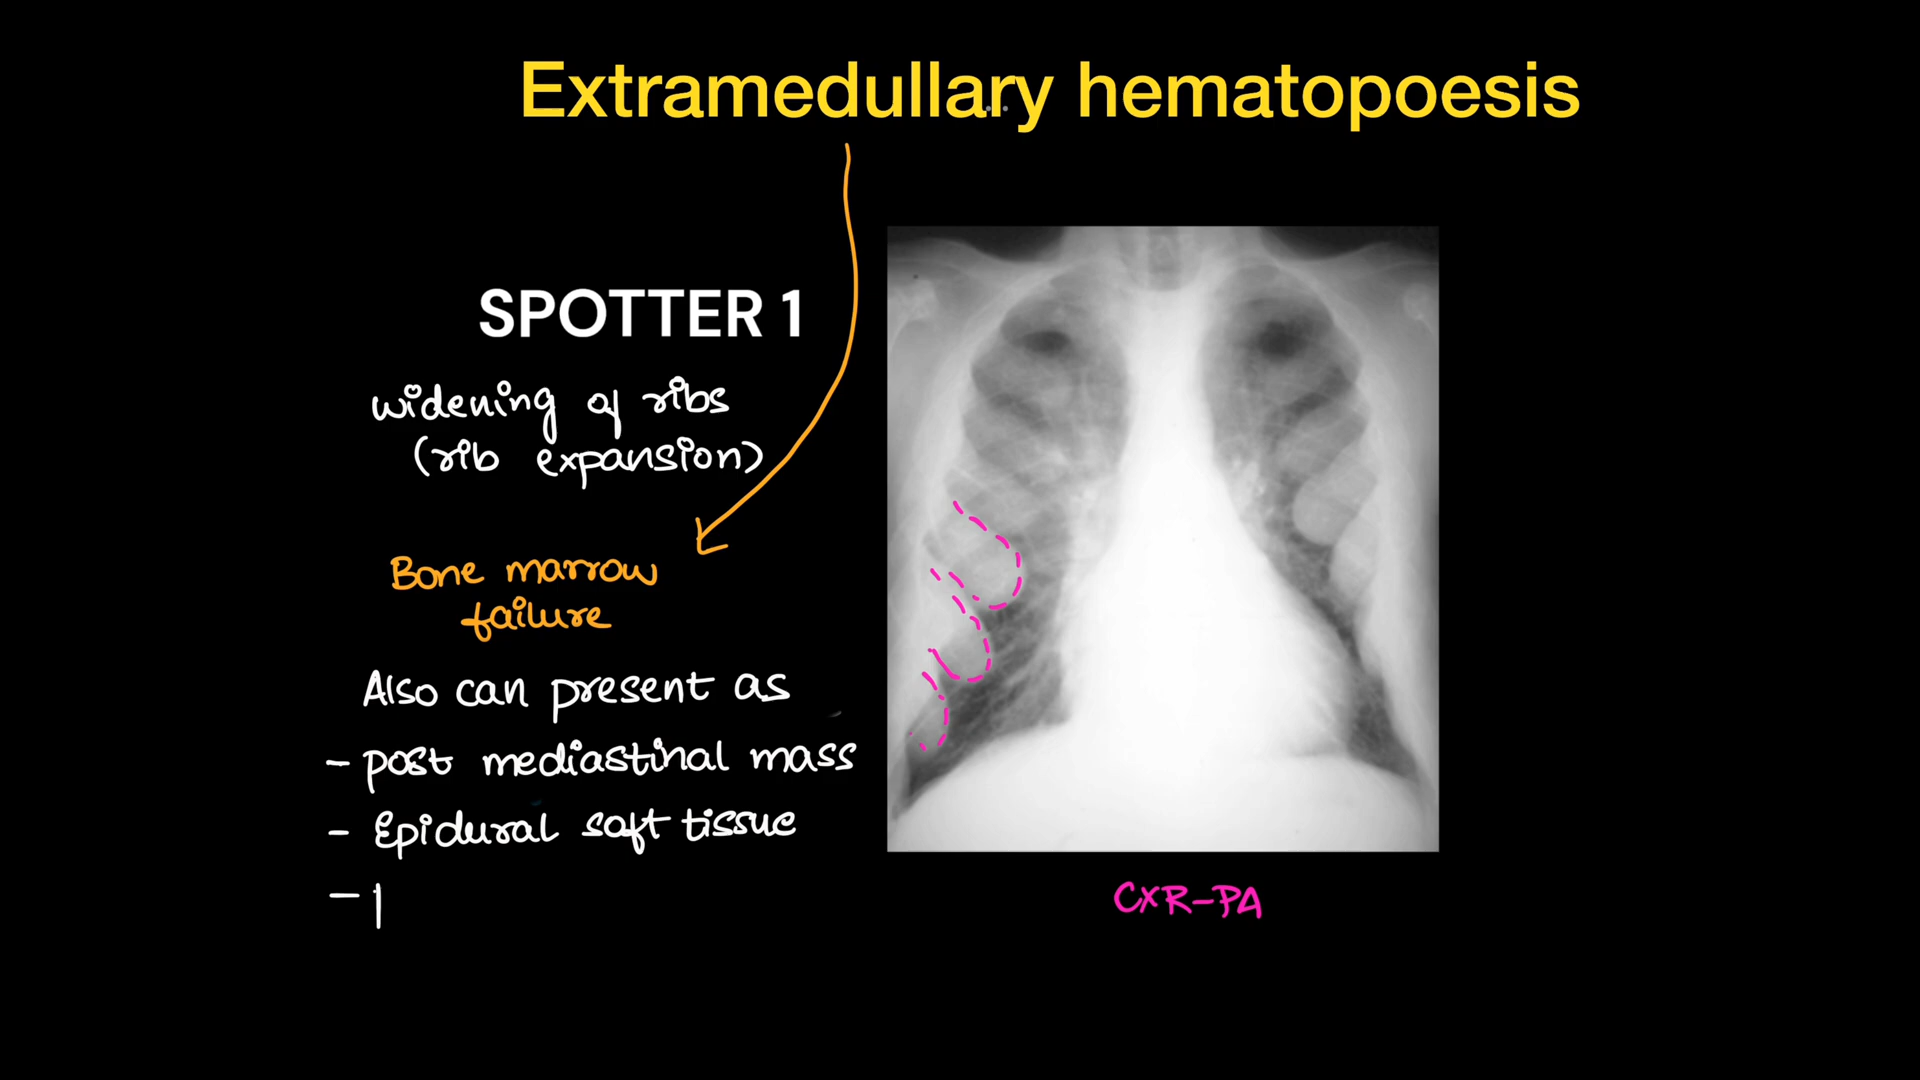 Extramedullary hematopoesis
SPOTTER 1
widening of ribs
(rib expansion)
Bone marrow
failure
Also can present as
- post mediastinal mass
- Epidural soft tissue
-
CXR-PA